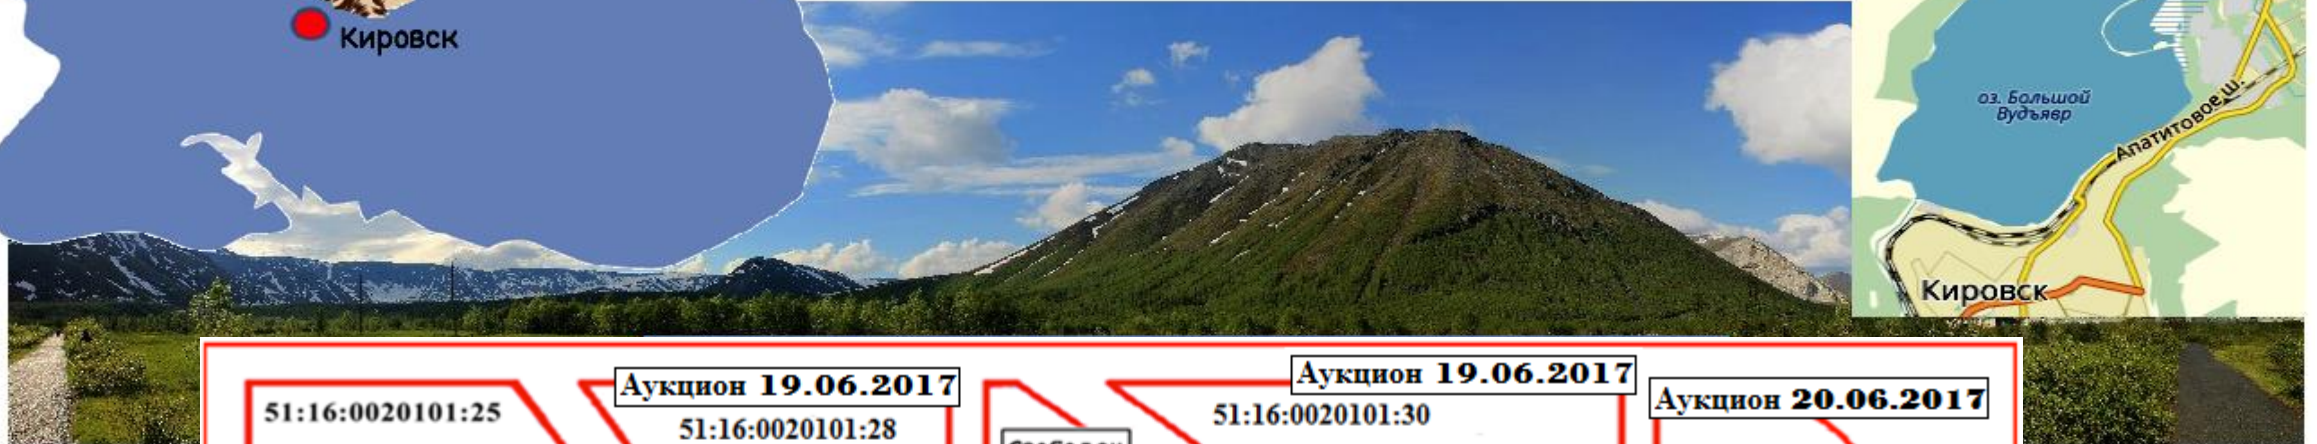 Кировск
оз. Большой
Вудъявр
Апатитовое ш.
Кировск
Аукцион 19.06.2017
Аукцион 19.06.2017
Аукцион 20.06.2017
51:16:0020101:25
51:16:0020101:28
51:16:0020101:30